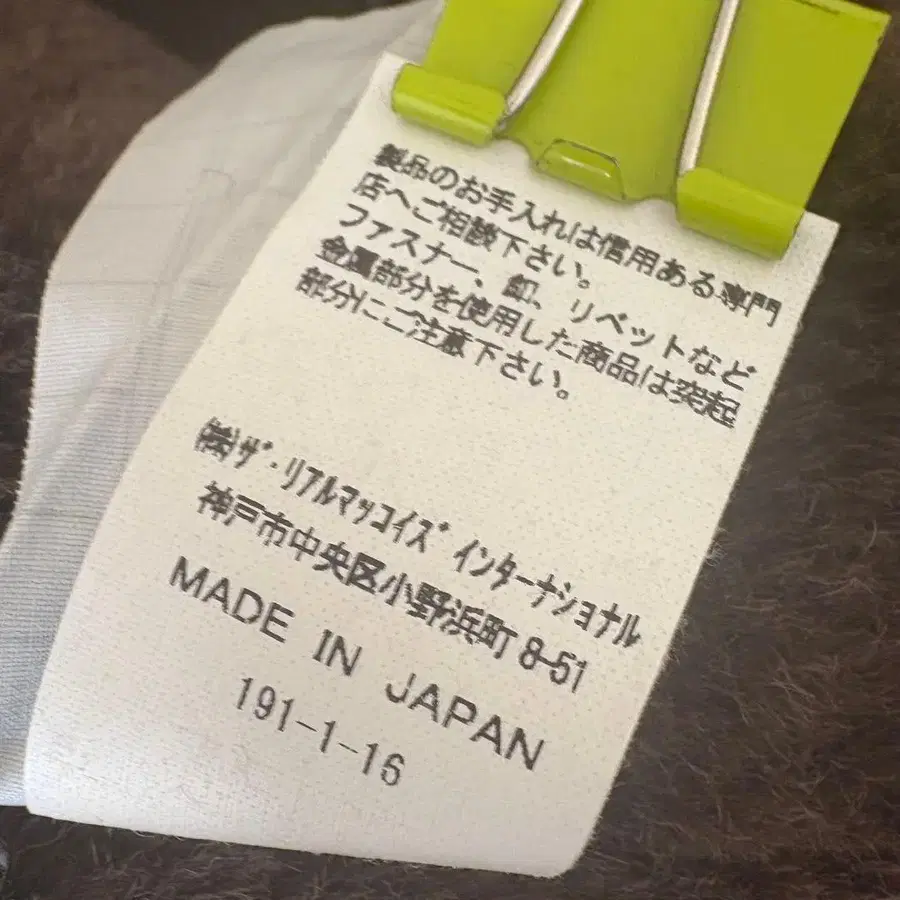 製品のお手入れは信用ある専門
店へご相談下さい。
ファスナー、釦、リベットなど
金属部分を使用した商品は突起
部分にご注意下さい。
㈱ｻﾞ･ﾘｱﾙﾏｯｺｲｽﾞ ｲﾝﾀｰﾅｼｮﾅﾙ
神戸市中央区小野浜町 8-51
MADE IN JAPAN
191-1-16